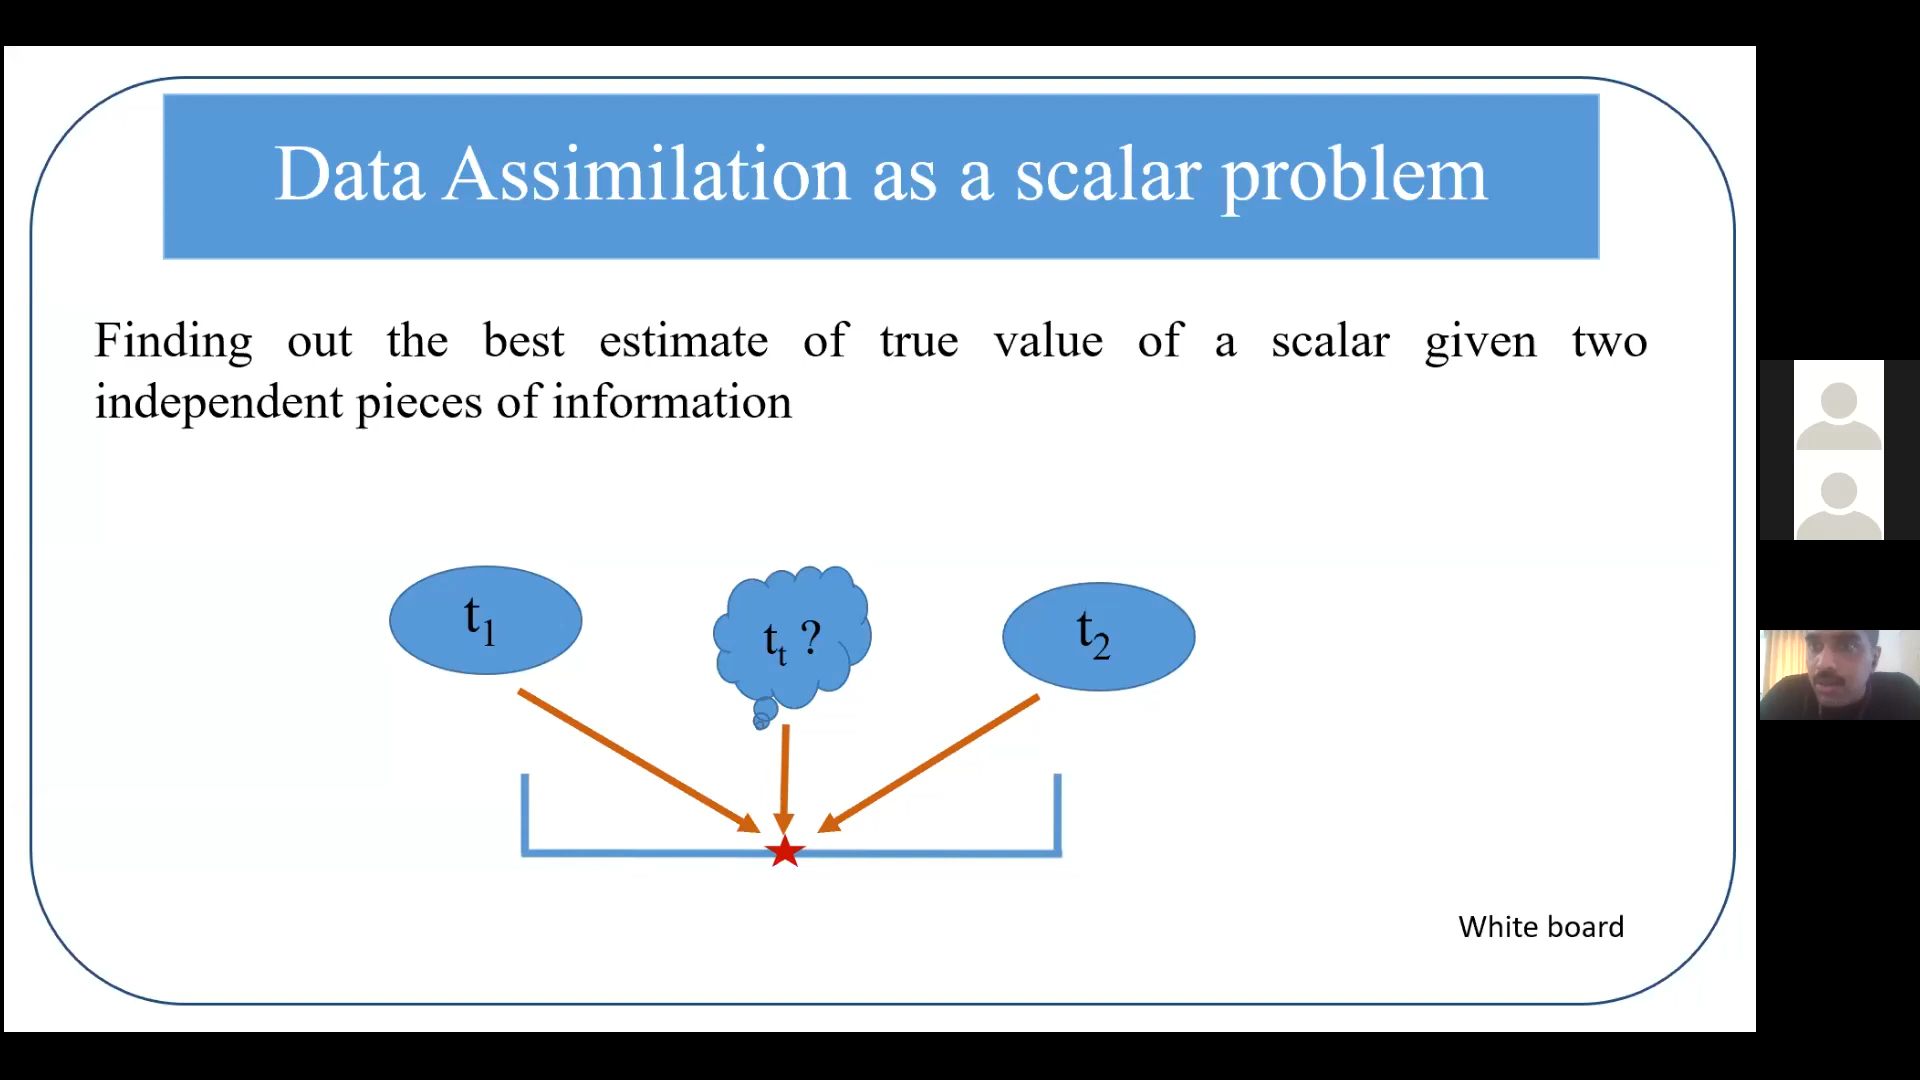 Data Assimilation as a scalar problem
Finding out the best estimate of true value of a scalar given two
independent pieces of information
t₁
tₜ ?
t₂
White board